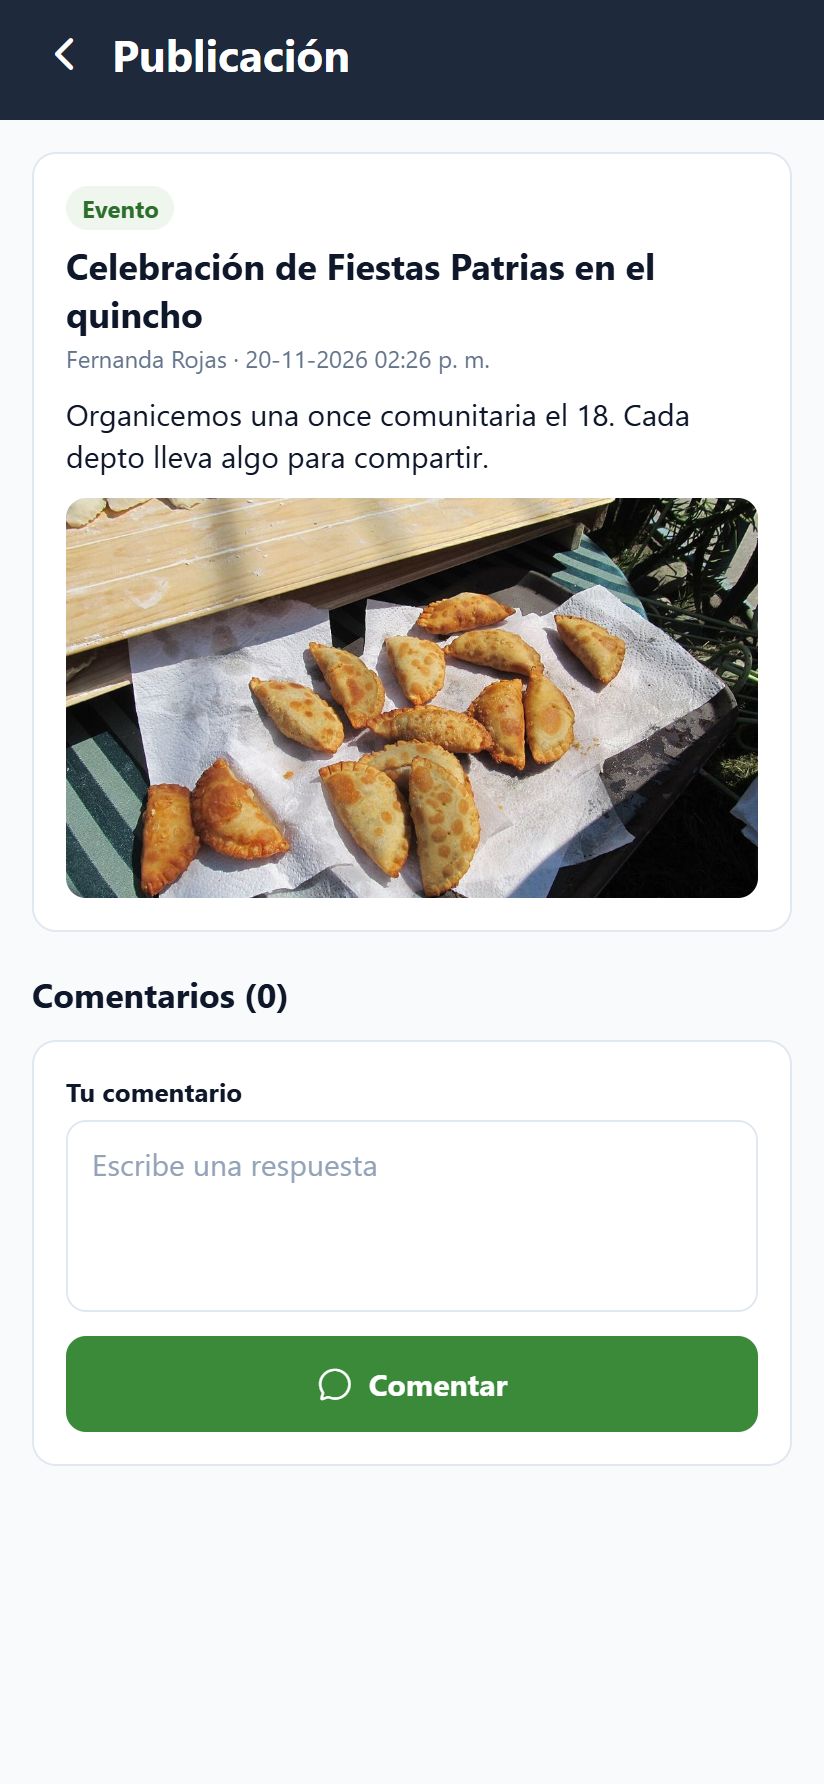 Publicación
Evento
Celebración de Fiestas Patrias en el
quincho
Fernanda Rojas · 20-11-2026 02:26 p. m.
Organicemos una once comunitaria el 18. Cada
depto lleva algo para compartir.
Comentarios (0)
Tu comentario
Escribe una respuesta
Comentar